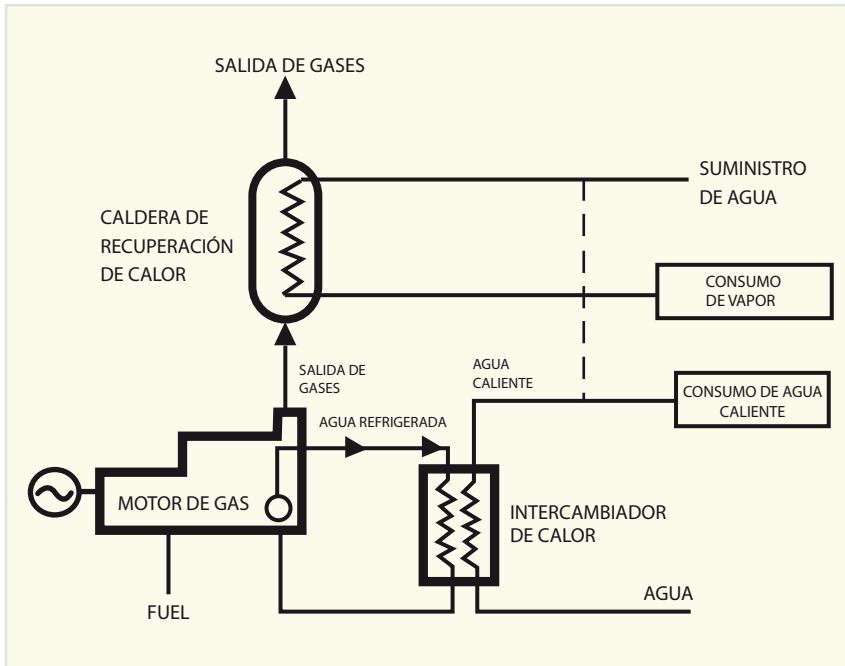 SALIDA DE GASES
SUMINISTRO
DE AGUA
CALDERA DE
RECUPERACIÓN
DE CALOR
CONSUMO
DE VAPOR
SALIDA DE
GASES
AGUA
CALIENTE
CONSUMO DE AGUA
CALIENTE
AGUA REFRIGERADA
MOTOR DE GAS
INTERCAMBIADOR
DE CALOR
FUEL
AGUA